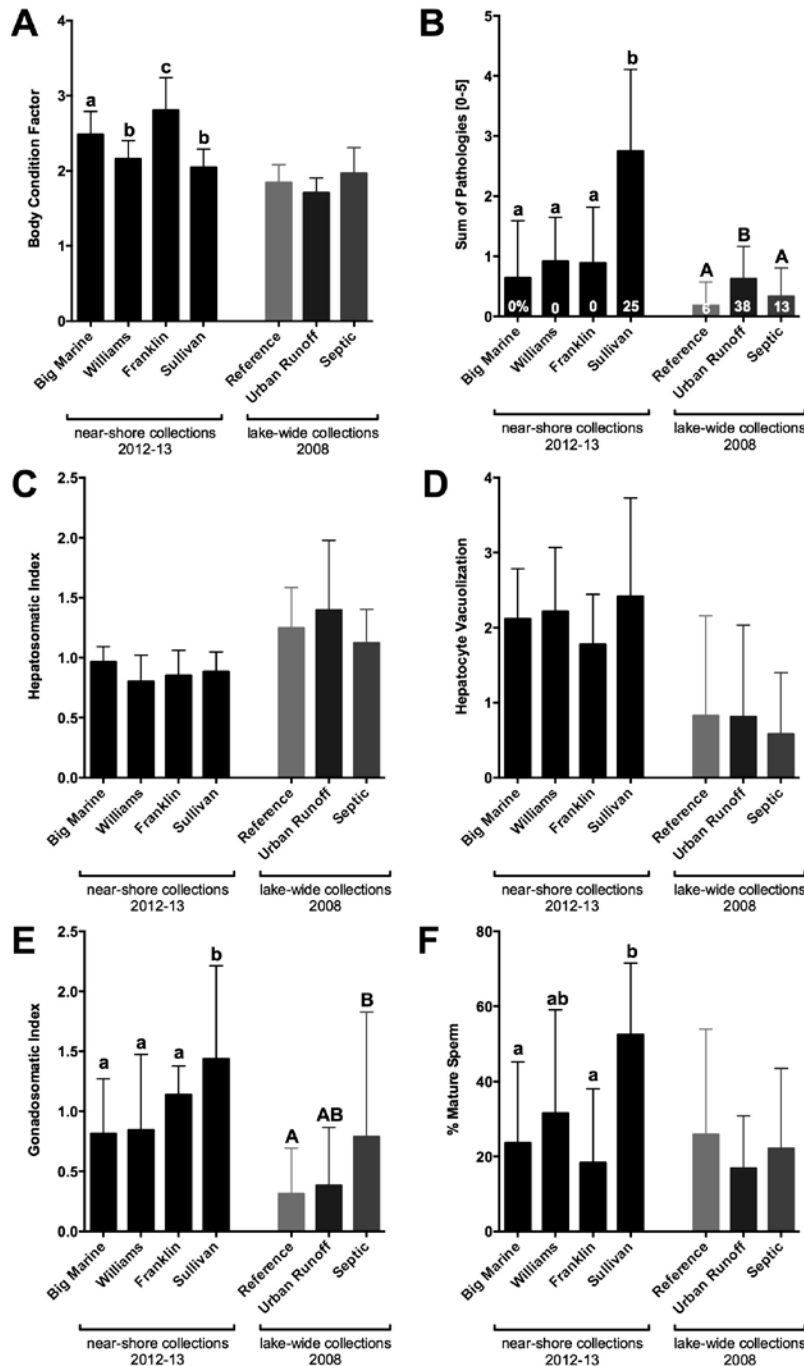 A
Body Condition Factor
4
3
2
1
0
a
b
c
b
Big Marine
Williams
Franklin
Sullivan
Reference
Urban Runoff
Septic
near-shore collections
2012-13
lake-wide collections
2008
B
Sum of Pathologies [0-5]
5
4
3
2
1
0
a
a
a
b
A
B
A
0%
0
0
25
6
38
13
Big Marine
Williams
Franklin
Sullivan
Reference
Urban Runoff
Septic
near-shore collections
2012-13
lake-wide collections
2008
C
Hepatosomatic Index
2.5
2.0
1.5
1.0
0.5
0.0
Big Marine
Williams
Franklin
Sullivan
Reference
Urban Runoff
Septic
near-shore collections
2012-13
lake-wide collections
2008
D
Hepatocyte Vacuolization
4
3
2
1
0
Big Marine
Williams
Franklin
Sullivan
Reference
Urban Runoff
Septic
near-shore collections
2012-13
lake-wide collections
2008
E
Gonadosomatic Index
2.5
2.0
1.5
1.0
0.5
0.0
a
a
a
b
A
AB
B
Big Marine
Williams
Franklin
Sullivan
Reference
Urban Runoff
Septic
near-shore collections
2012-13
lake-wide collections
2008
F
% Mature Sperm
80
60
40
20
0
a
ab
a
b
Big Marine
Williams
Franklin
Sullivan
Reference
Urban Runoff
Septic
near-shore collections
2012-13
lake-wide collections
2008